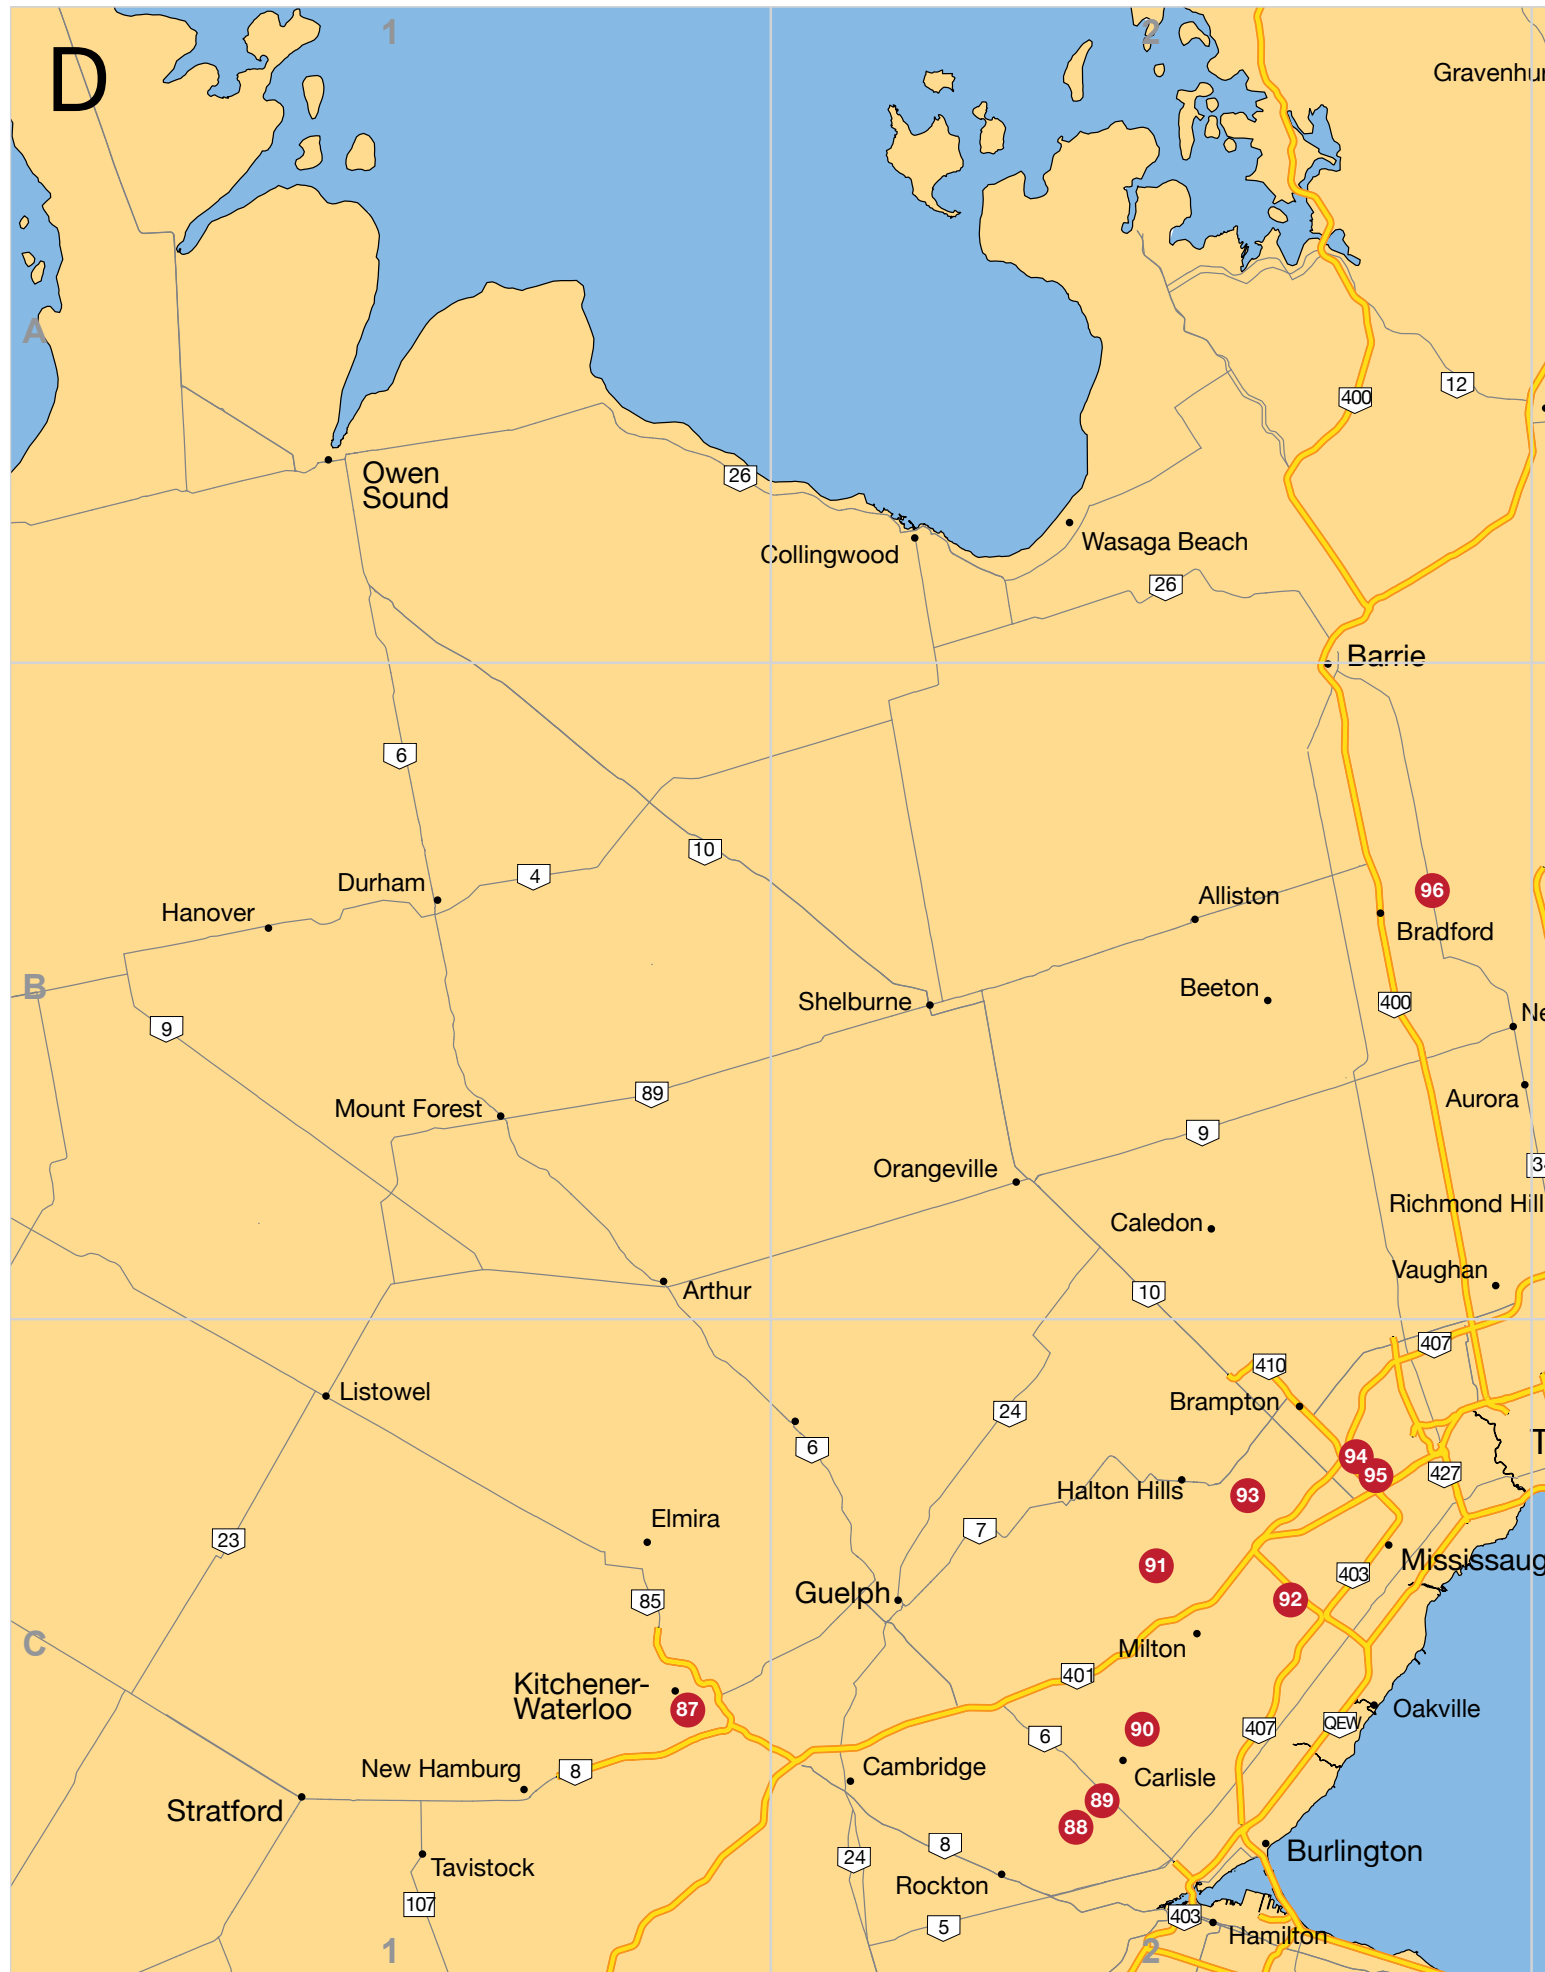 D
1
2
Gravenhur
A
12
400
Owen
Sound
26
Collingwood
Wasaga Beach
26
Barrie
6
10
4
Durham
Hanover
96
Alliston
Bradford
B
Beeton
Shelburne
400
9
Ne
89
Mount Forest
Aurora
9
Orangeville
34
Richmond Hill
Caledon
Vaughan
10
Arthur
407
410
Listowel
Brampton
24
6
T
94
95
427
Halton Hills
93
Elmira
7
23
91
Mississaug
403
Guelph
92
85
C
Milton
401
Kitchener-
Waterloo
87
Oakville
QEW
407
90
6
New Hamburg
8
Cambridge
Carlisle
89
Stratford
88
8
Burlington
24
Tavistock
Rockton
107
403
5
Hamilton
1
2